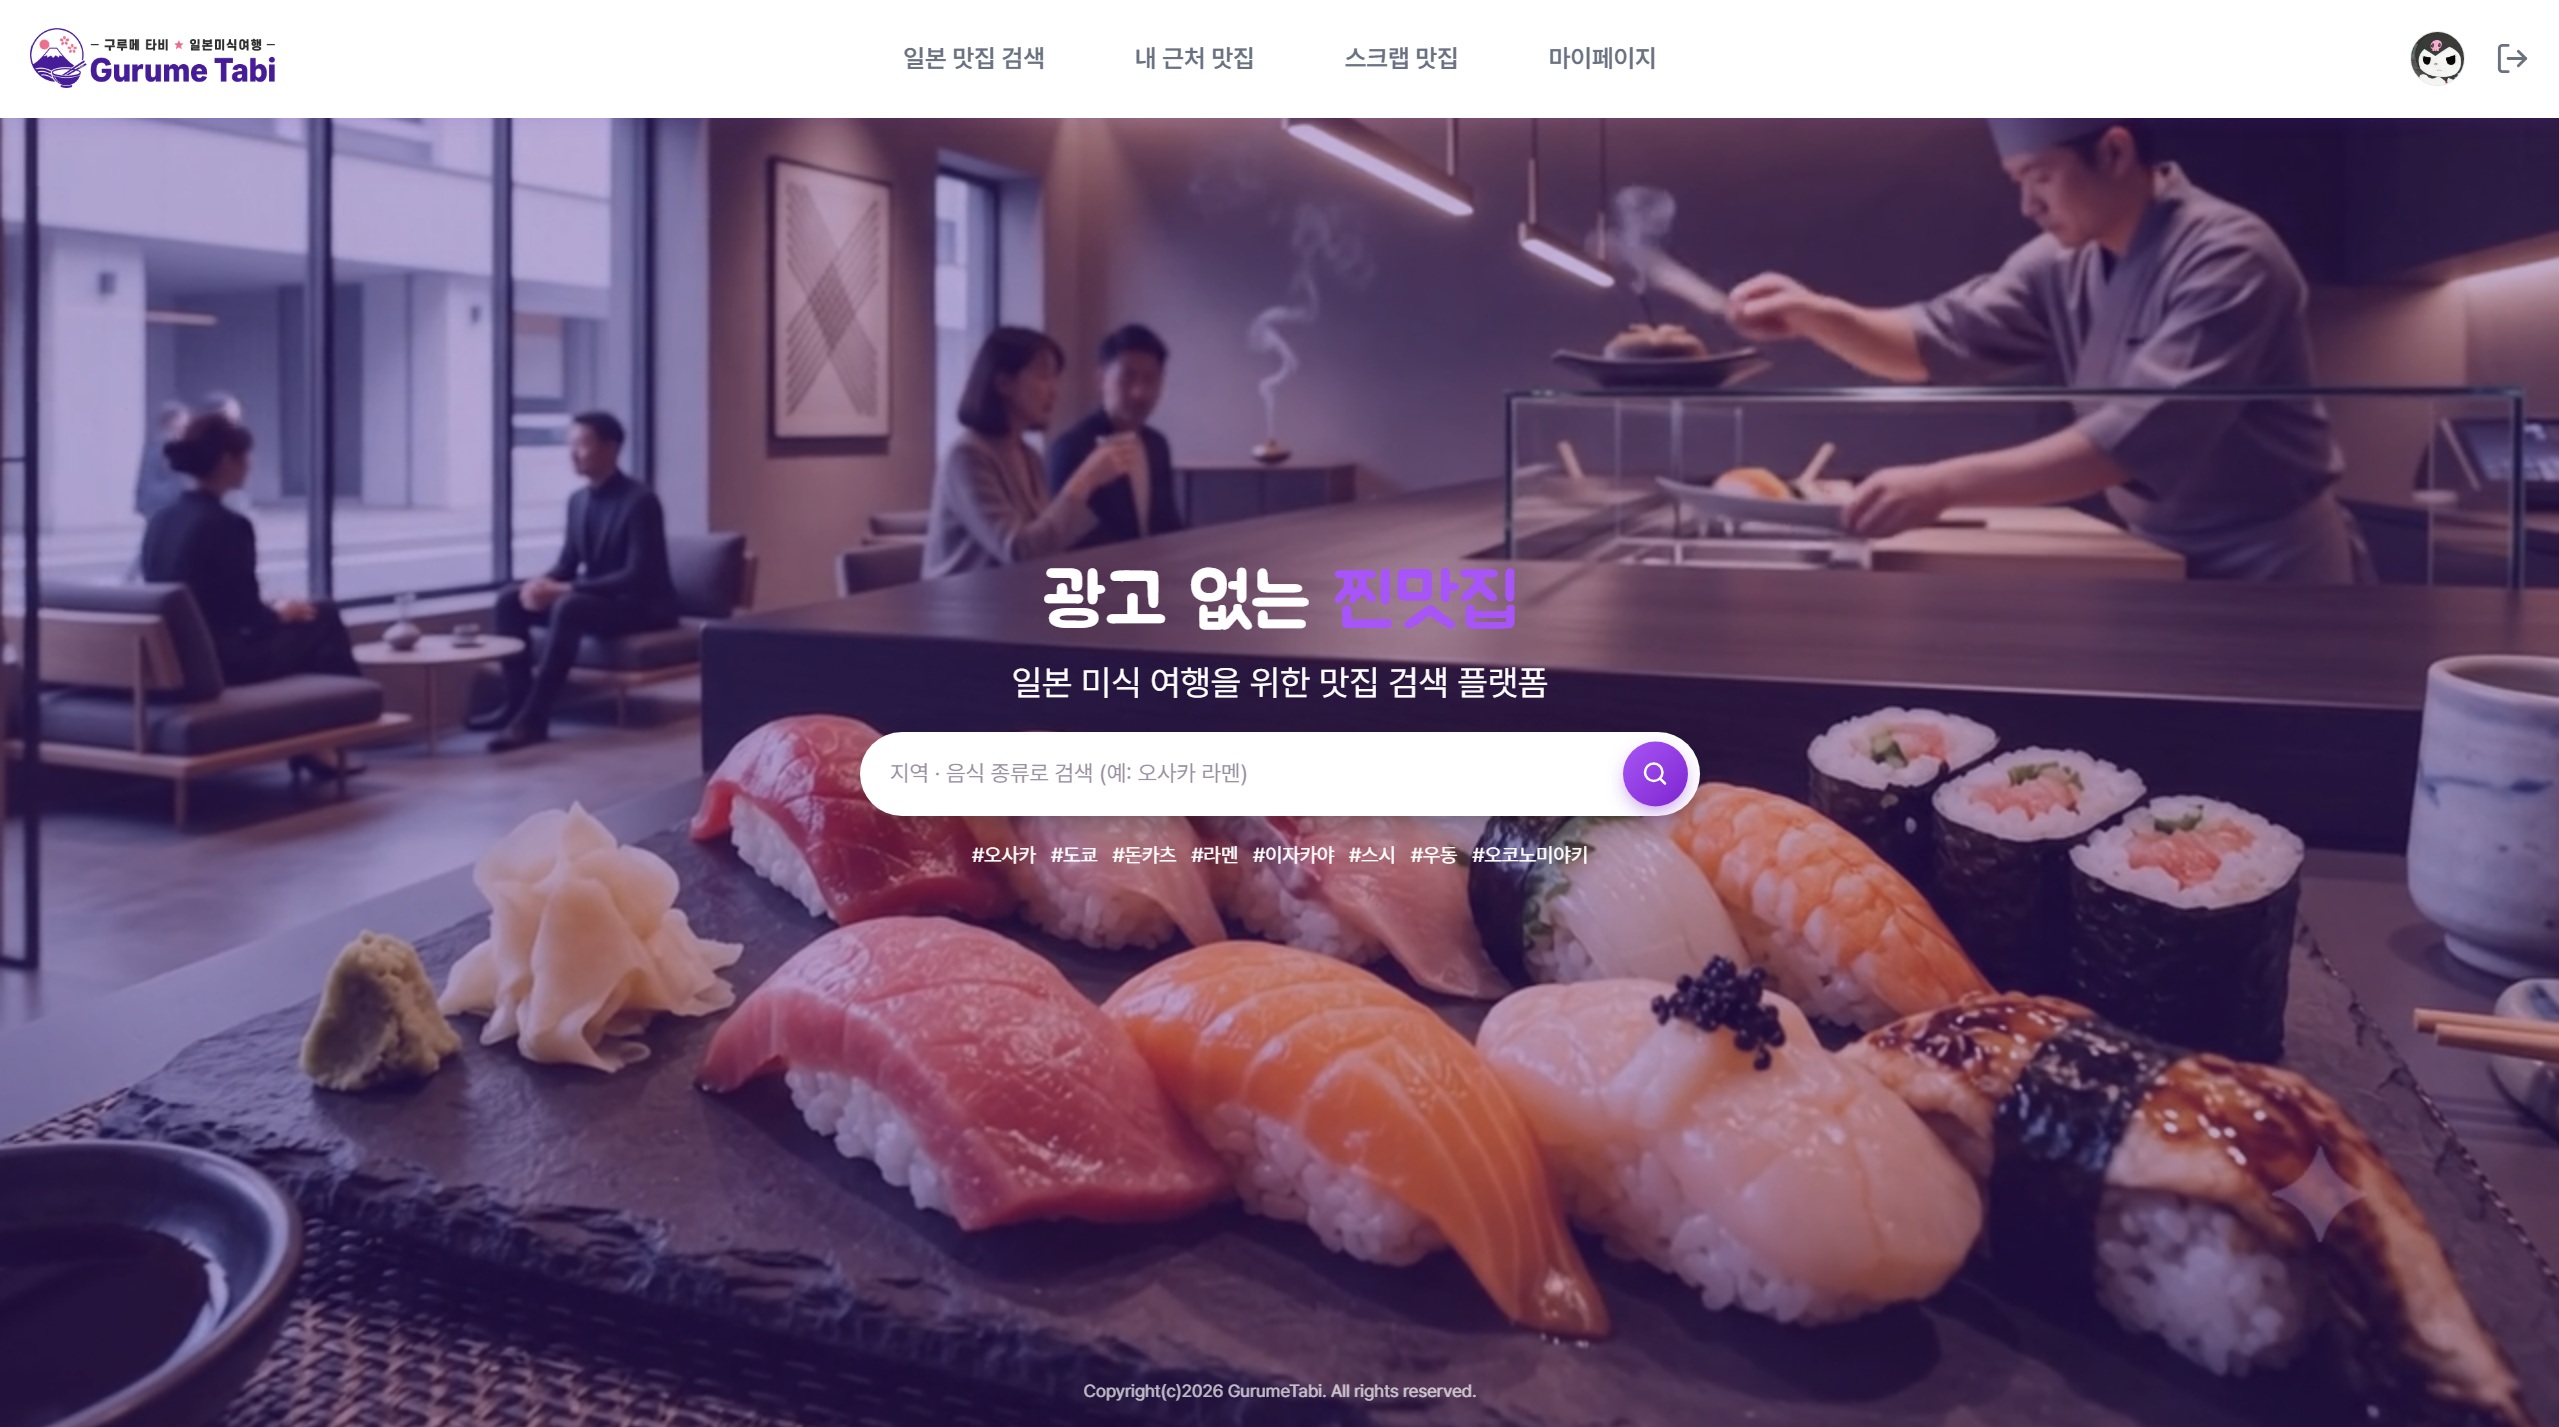 – 구루메 타비 ★ 일본미식여행 –
Gurume Tabi
일본 맛집 검색
내 근처 맛집
스크랩 맛집
마이페이지
광고 없는 찐맛집
일본 미식 여행을 위한 맛집 검색 플랫폼
지역 · 음식 종류로 검색 (예: 오사카 라멘)
#오사카 #도쿄 #돈카츠 #라멘 #이자카야 #스시 #우동 #오코노미야키
Copyright(c)2026 GurumeTabi. All rights reserved.